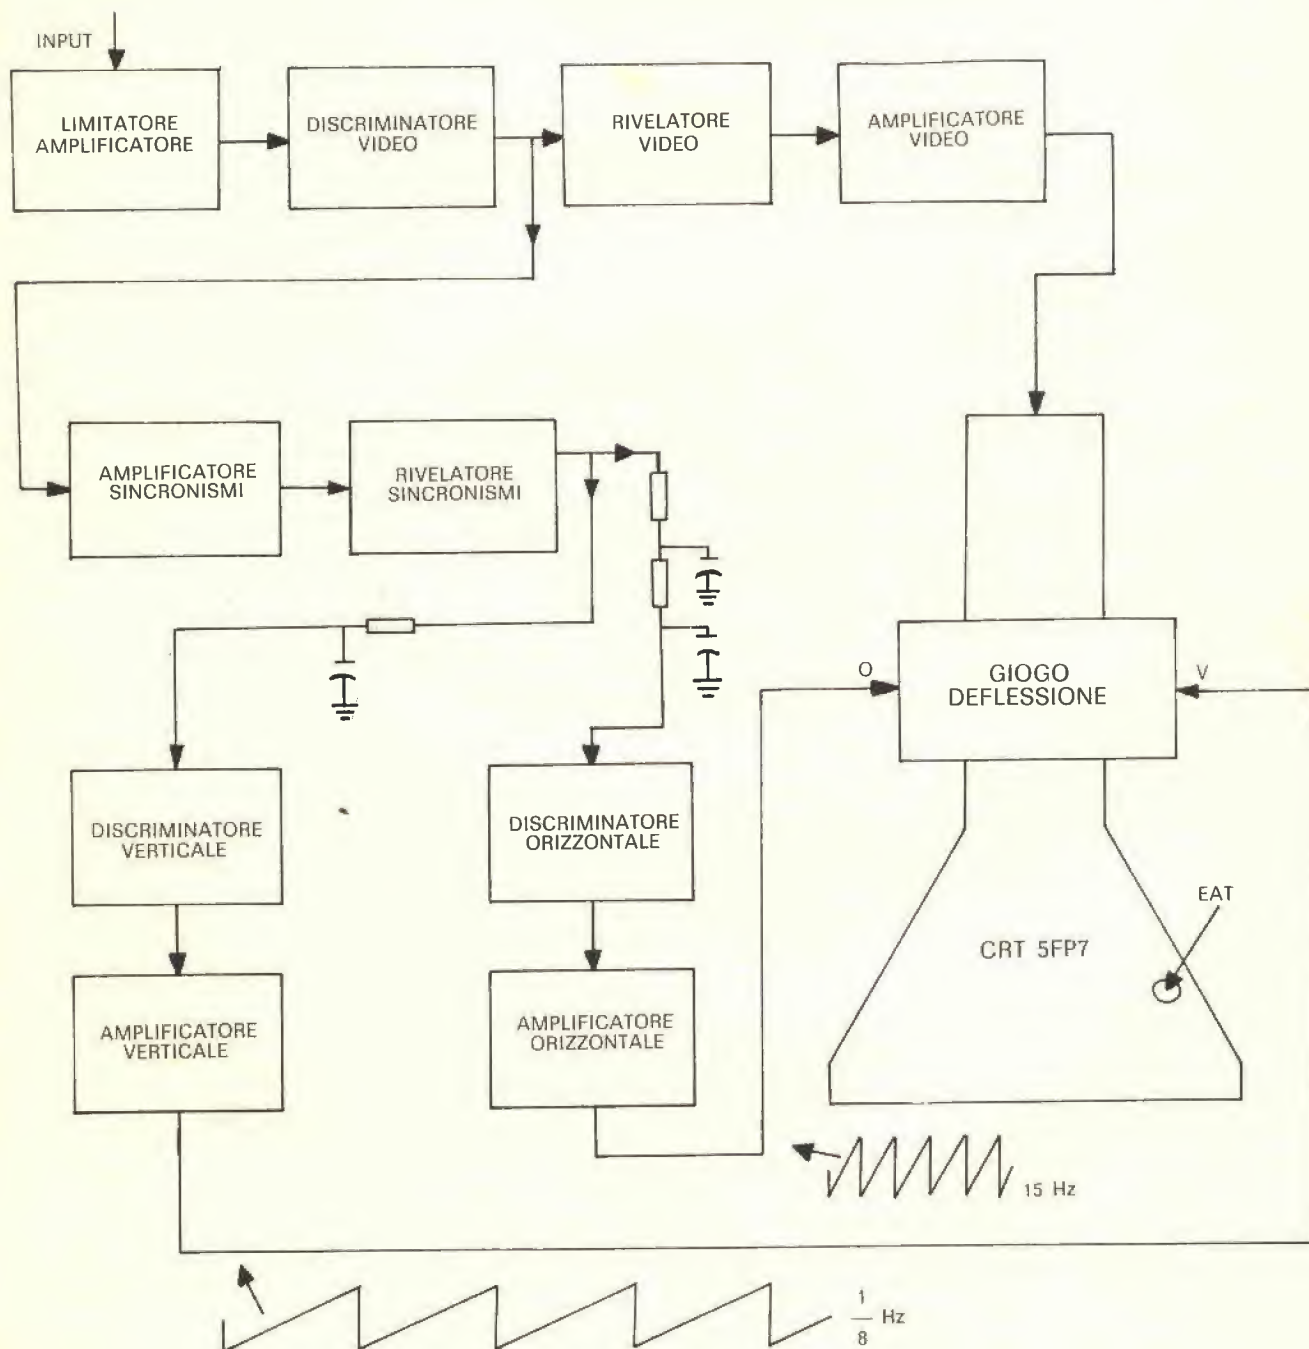 INPUT
LIMITATORE
AMPLIFICATORE
DISCRIMINATORE
VIDEO
RIVELATORE
VIDEO
AMPLIFICATORE
VIDEO
AMPLIFICATORE
SINCRONISMI
RIVELATORE
SINCRONISMI
O
GIOGO
DEFLESSIONE
V
DISCRIMINATORE
VERTICALE
DISCRIMINATORE
ORIZZONTALE
EAT
CRT 5FP7
AMPLIFICATORE
VERTICALE
AMPLIFICATORE
ORIZZONTALE
15 Hz
1/8 Hz